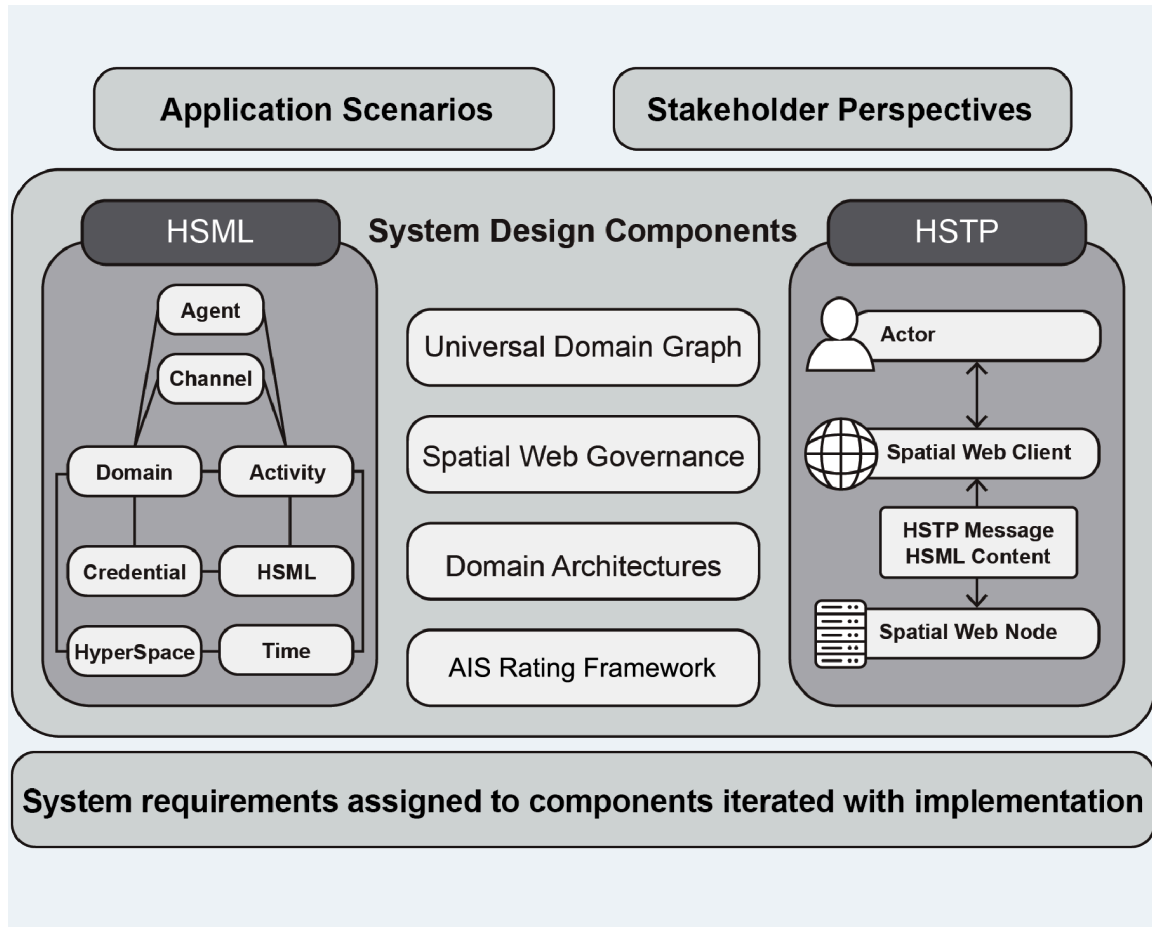 Application Scenarios
Stakeholder Perspectives
System Design Components
HSML
Agent
Channel
Domain
Activity
Credential
HSML
HyperSpace
Time
Universal Domain Graph
Spatial Web Governance
Domain Architectures
AIS Rating Framework
HSTP
Actor
Spatial Web Client
HSTP Message
HSML Content
Spatial Web Node
System requirements assigned to components iterated with implementation